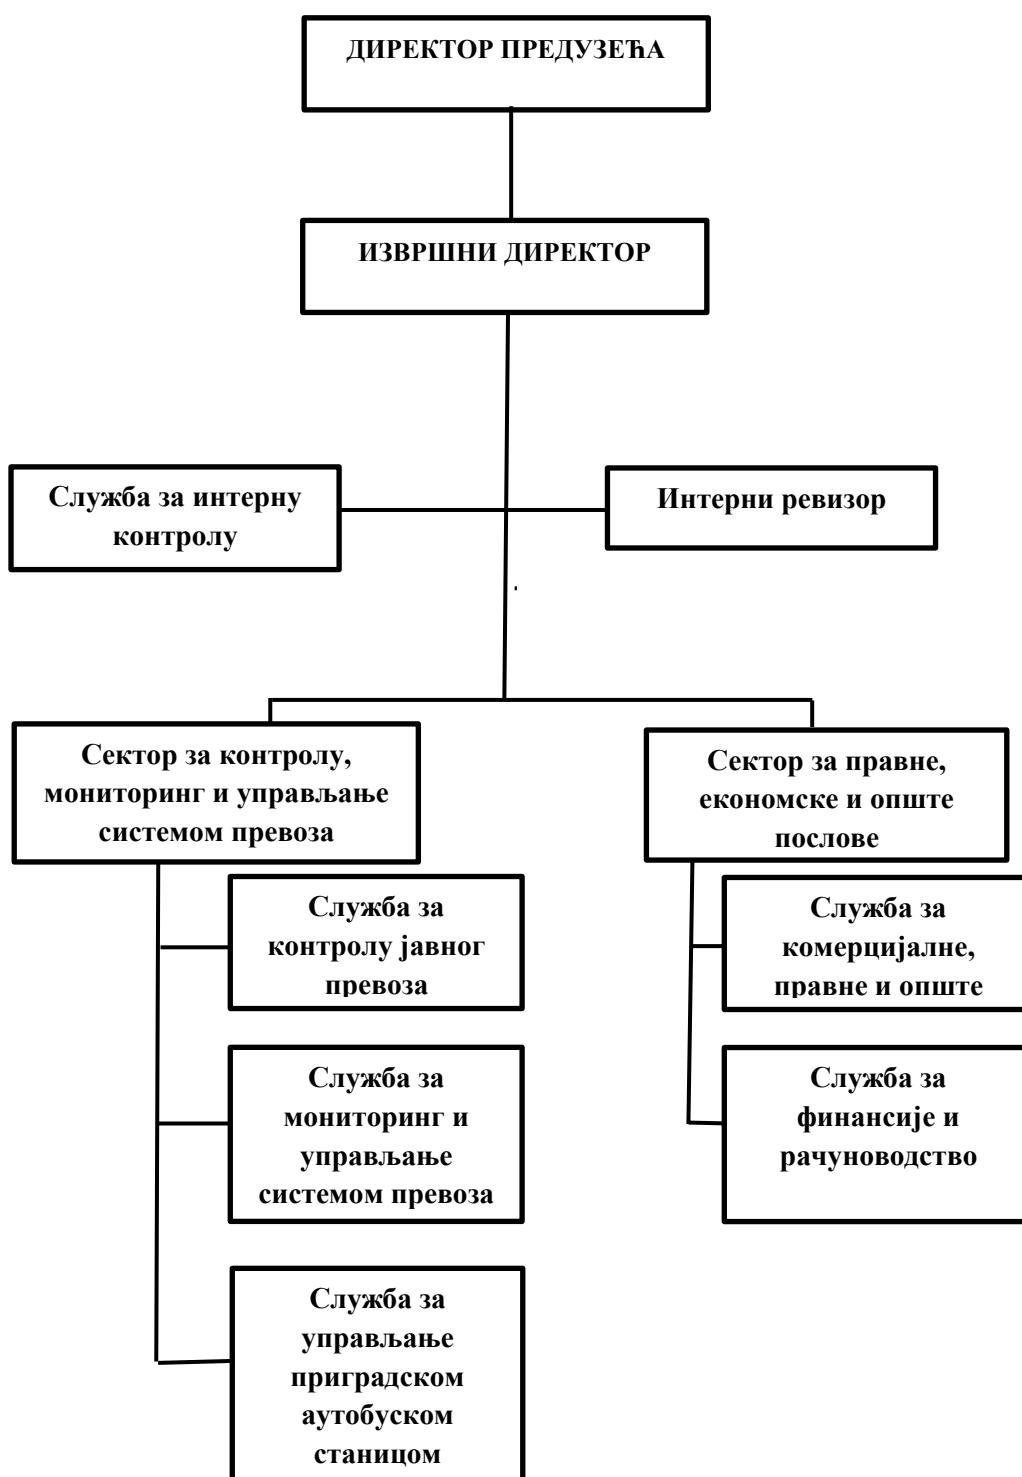 ДИРЕКТОР ПРЕДУЗЕЋА
ИЗВРШНИ ДИРЕКТОР
Служба за интерну
контролу
Интерни ревизор
Сектор за контролу,
мониторинг и управљање
системом превоза
Сектор за правне,
економске и опште
послове
Служба за
контролу јавног
превоза
Служба за
комерцијалне,
правне и опште
Служба за
мониторинг и
управљање
системом превоза
Служба за
финансије и
рачуноводство
Служба за
управљање
приградском
аутобуском
станицом